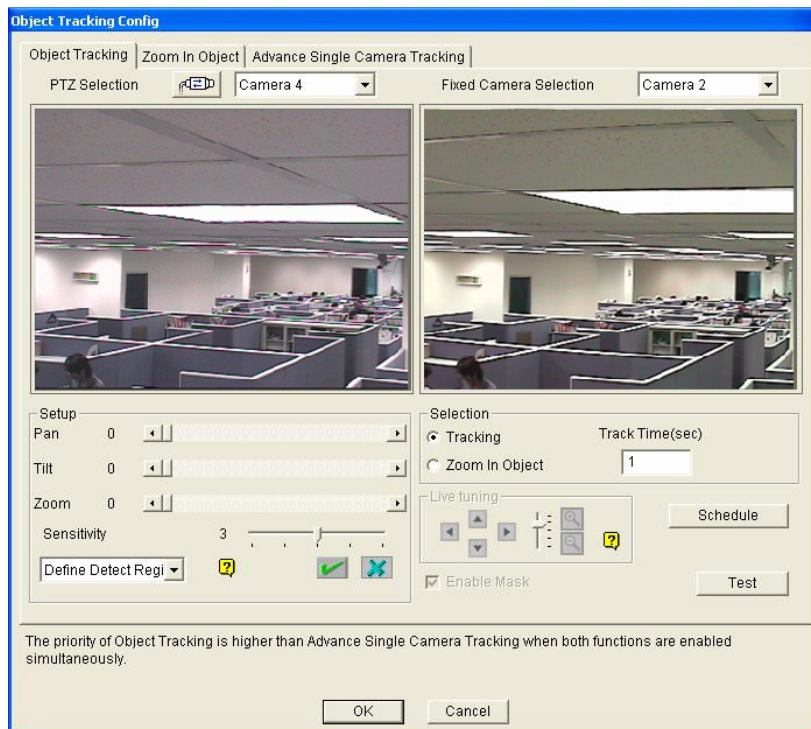 Object Tracking Config
Object Tracking
Zoom In Object
Advance Single Camera Tracking
PTZ Selection
Camera 4
Fixed Camera Selection
Camera 2
Setup
Pan 0
Tilt 0
Zoom 0
Sensitivity 3
Define Detect Regi
Selection
Tracking
Track Time(sec)
Zoom In Object
1
Live tuning
Schedule
Enable Mask
Test
The priority of Object Tracking is higher than Advance Single Camera Tracking when both functions are enabled
simultaneously.
OK
Cancel